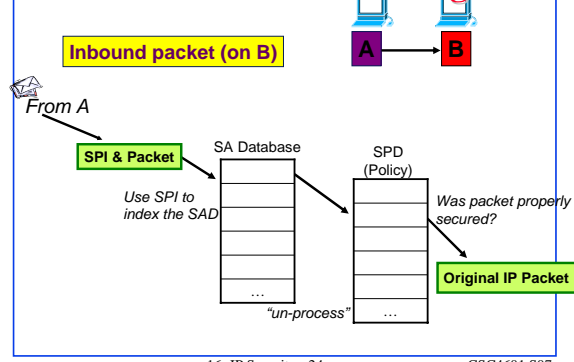 Inbound packet (on B)
A
B
From A
SPI & Packet
SA Database
SPD
(Policy)
Use SPI to
index the SAD
Was packet properly
secured?
Original IP Packet
…
…
"un-process"